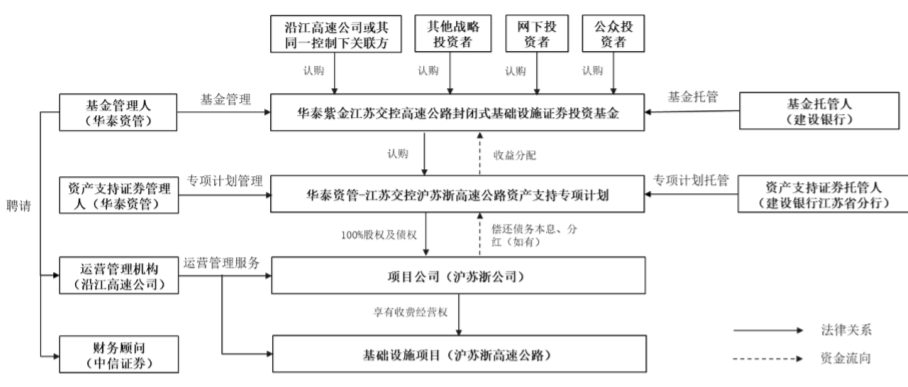 沿江高速公司或其
同一控制下关联方
其他战略
投资者
网下投
资者
公众投
资者
认购
认购
认购
认购
基金管理人
（华泰资管）
基金管理
华泰紫金江苏交控高速公路封闭式基础设施证券投资基金
基金托管
基金托管人
（建设银行）
认购
收益分配
聘请
资产支持证券管理
人（华泰资管）
专项计划管理
华泰资管-江苏交控沪苏浙高速公路资产支持专项计划
专项计划托管
资产支持证券托管人
（建设银行江苏省分行）
100%股权及债权
偿还债务本息、分
红（如有）
运营管理机构
（沿江高速公司）
运营管理服务
项目公司（沪苏浙公司）
享有收费经营权
财务顾问
（中信证券）
基础设施项目（沪苏浙高速公路）
法律关系
资金流向